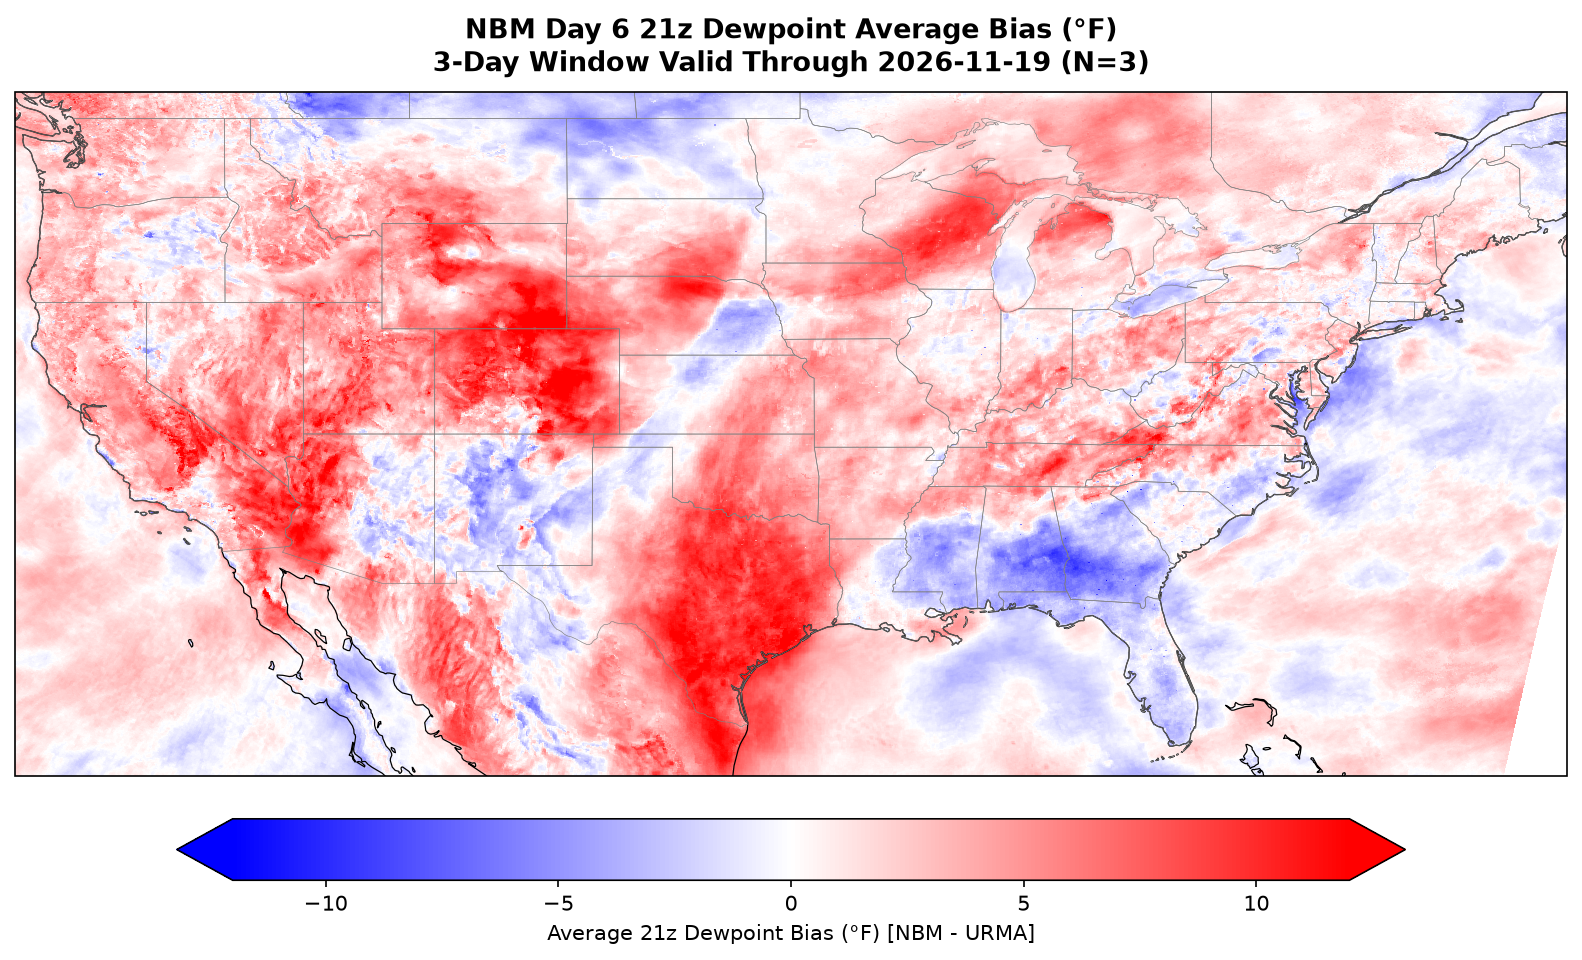 NBM Day 6 21z Dewpoint Average Bias (°F)
3-Day Window Valid Through 2026-11-19 (N=3)
−10 −5 0 5 10
Average 21z Dewpoint Bias (°F) [NBM - URMA]